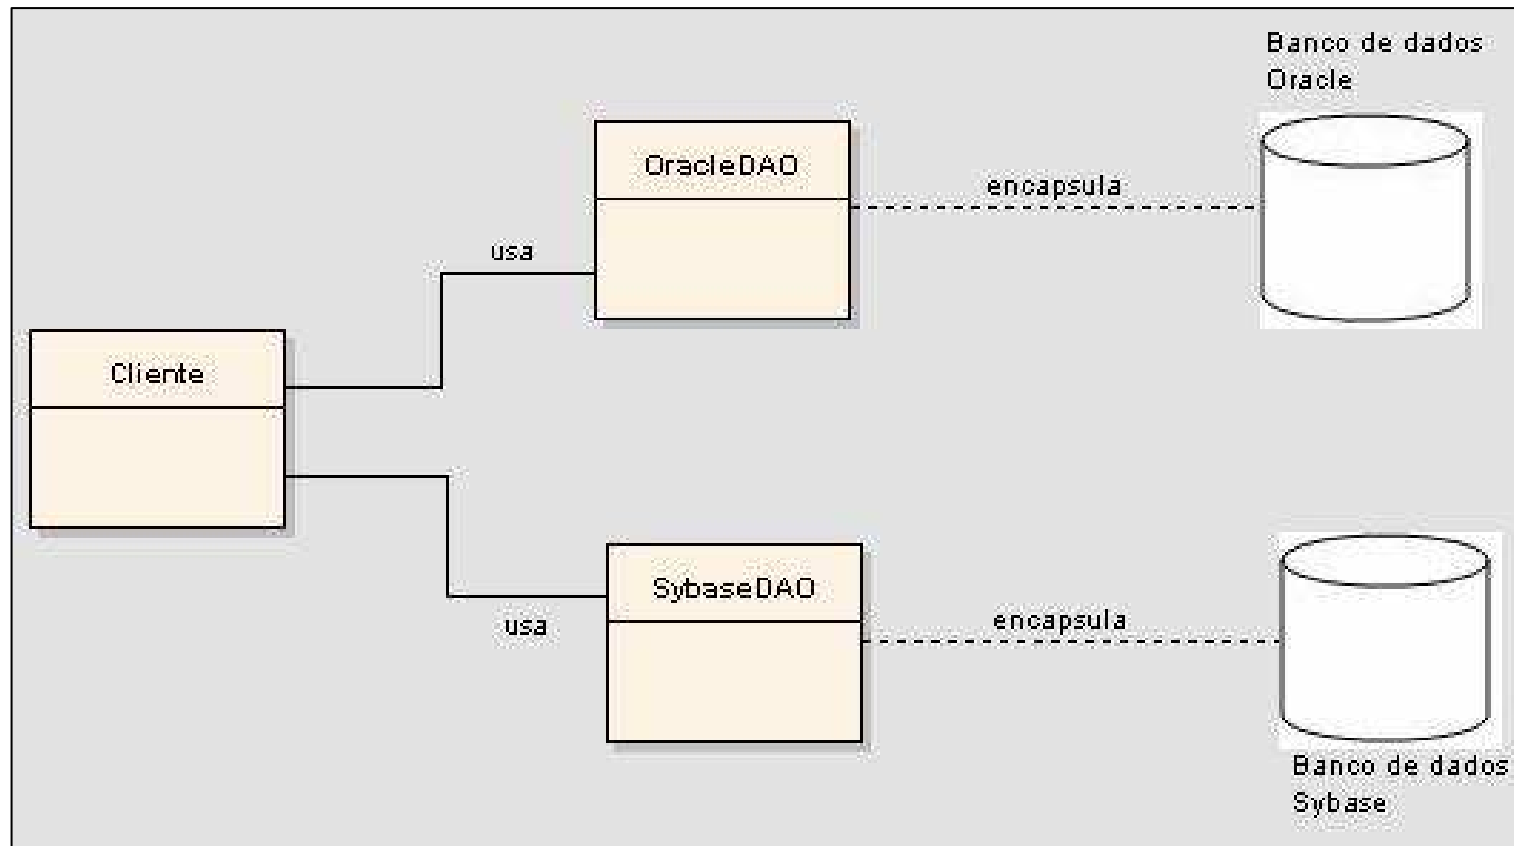 Banco de dados
Oracle
OracleDAO
encapsula
usa
Cliente
SybaseDAO
usa
encapsula
Banco de dados
Sybase